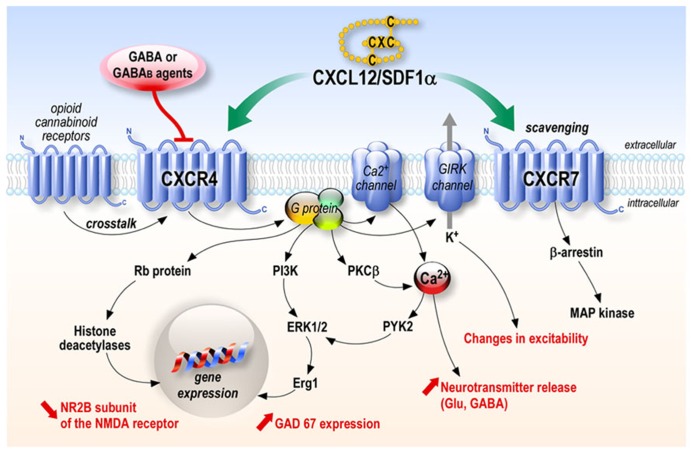 C
CXC
C
CXCL12/SDF1α
GABA or
GABAB agents
opioid
cannabinoid
receptors
scavenging
extracellular
N
N
N
CXCR4
Ca2+
channel
GIRK
channel
CXCR7
C
C
C
inttracellular
crosstalk
G protein
K+
β-arrestin
Rb protein
PI3K
PKCβ
Ca2+
MAP kinase
Histone
deacetylases
ERK1/2
PYK2
Changes in excitability
gene
expression
Erg1
Neurotransmitter release
(Glu, GABA)
NR2B subunit
of the NMDA receptor
GAD 67 expression